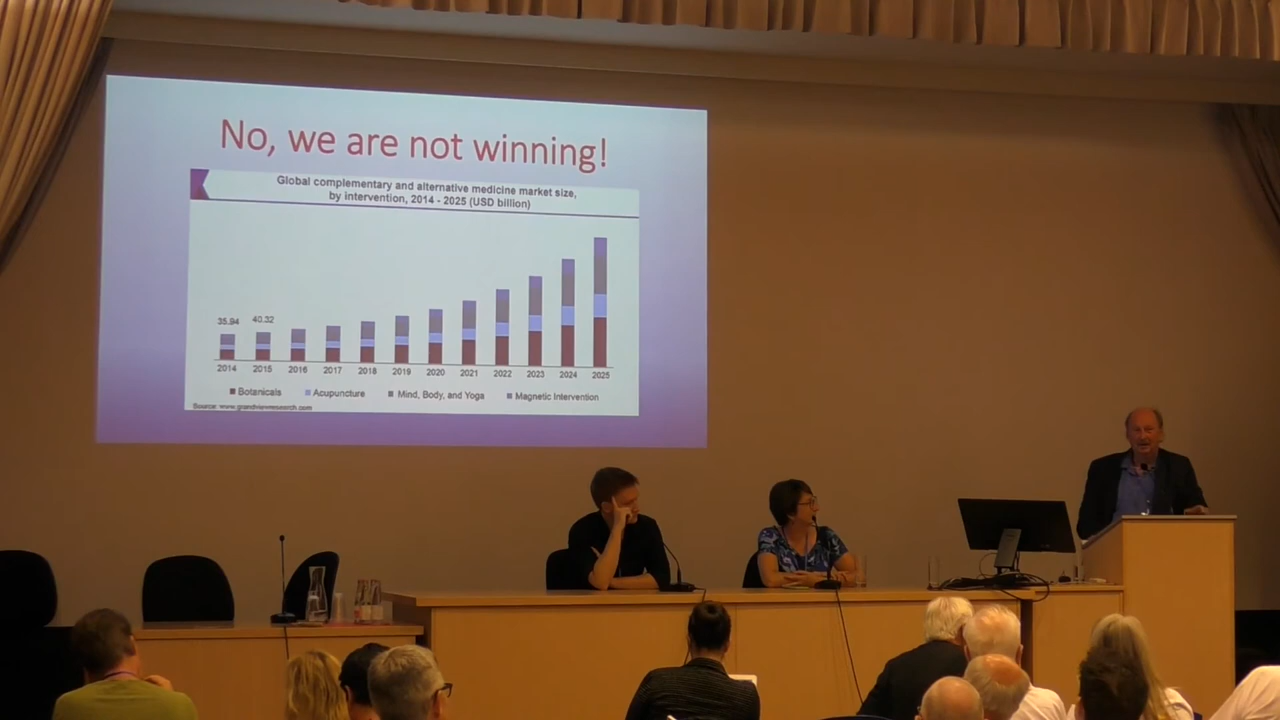 No, we are not winning!
Global complementary and alternative medicine market size,
by intervention, 2014 - 2025 (USD billion)
35.94 40.32
2014 2015 2016 2017 2018 2019 2020 2021 2022 2023 2024 2025
Botanicals Acupuncture Mind, Body, and Yoga Magnetic Intervention
Source: www.grandviewresearch.com